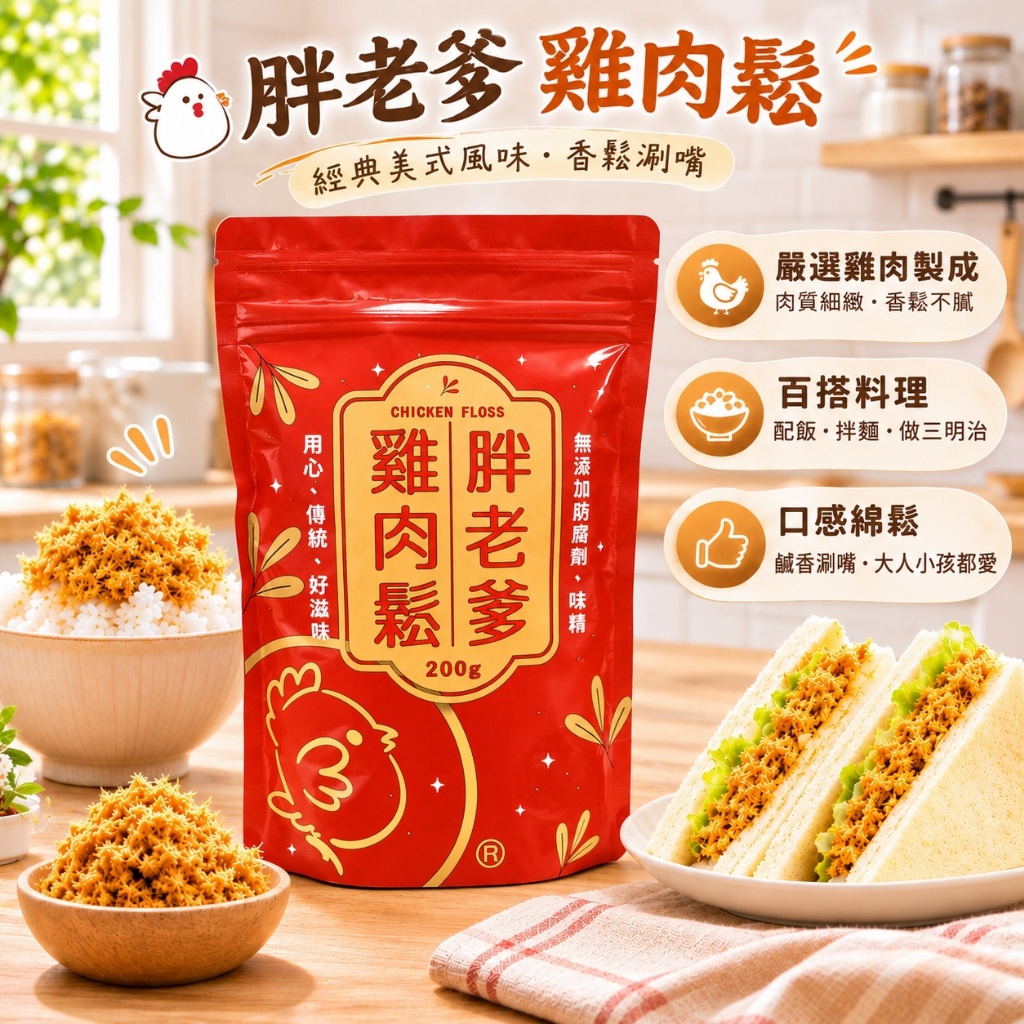 胖老爹 雞肉鬆
經典美式風味·香鬆涮嘴
嚴選雞肉製成
肉質細緻·香鬆不膩
百搭料理
配飯·拌麵·做三明治
口感綿鬆
鹹香涮嘴·大人小孩都愛
CHICKEN FLOSS
胖老爹
雞肉鬆
200g
無添加防腐劑、味精
用心、傳統、好滋味
®